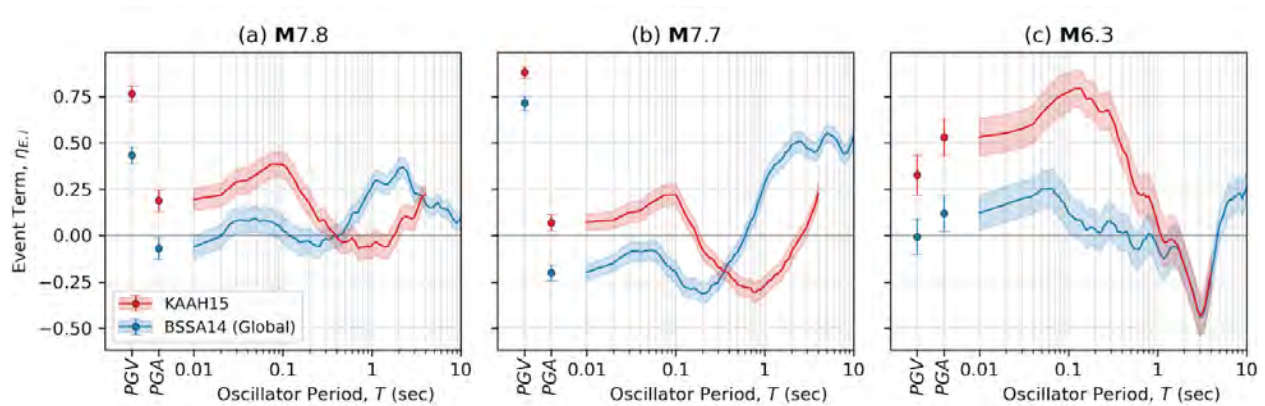 (a) M7.8
(b) M7.7
(c) M6.3
Event Term, η_{E,i}
0.75
0.50
0.25
0.00
−0.25
−0.50
KAAH15
BSSA14 (Global)
PGV PGA 0.01 0.1 1 10
PGV PGA 0.01 0.1 1 10
PGV PGA 0.01 0.1 1 10
Oscillator Period, T (sec)
Oscillator Period, T (sec)
Oscillator Period, T (sec)